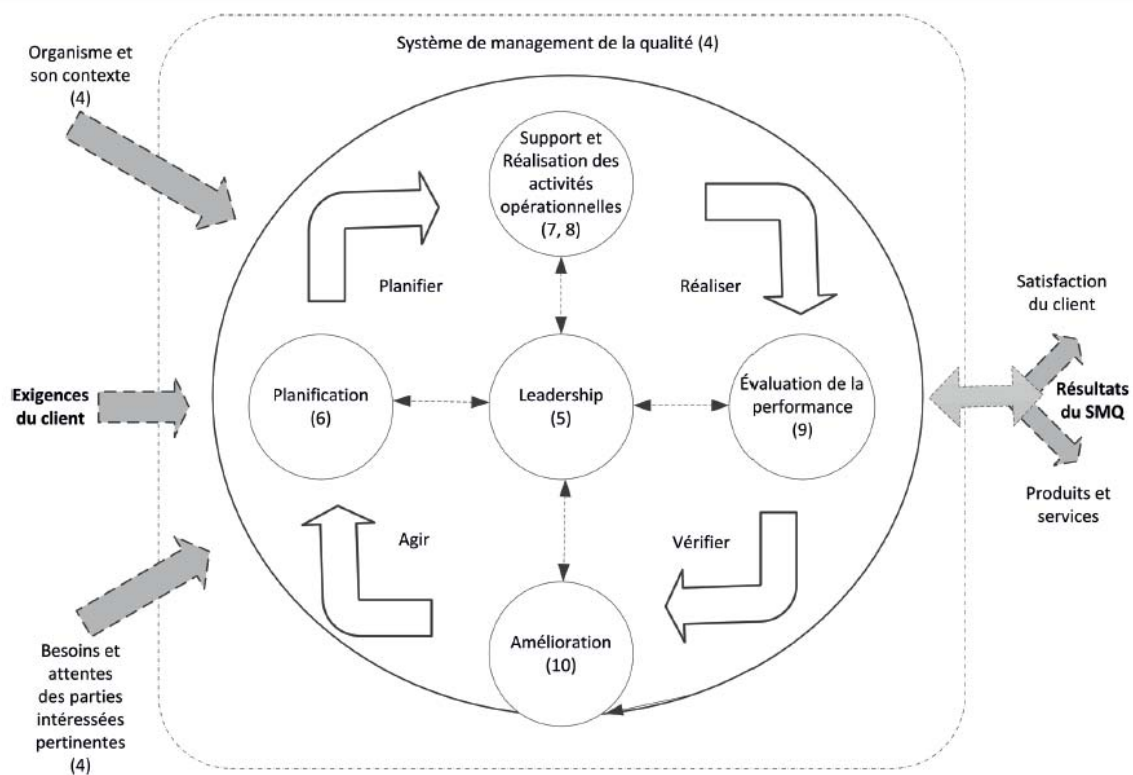 Système de management de la qualité (4)
Organisme et
son contexte
(4)
Support et
Réalisation des
activités
opérationnelles
(7, 8)
Planifier
Réaliser
Satisfaction
du client
Exigences
du client
Planification
(6)
Leadership
(5)
Évaluation de la
performance
(9)
Résultats
du SMQ
Produits et
services
Agir
Vérifier
Amélioration
(10)
Besoins et
attentes
des parties
intéressées
pertinentes
(4)